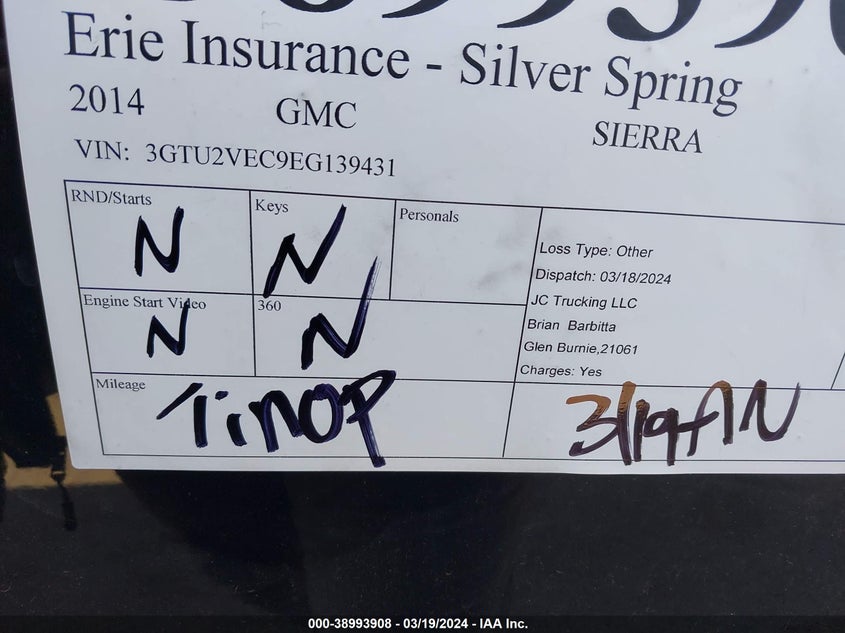 Erie Insurance - Silver Spring
2014 GMC SIERRA
VIN: 3GTU2VEC9EG139431
RND/Starts
N
Keys
N
Personals
Engine Start Video
N
360
N
Mileage
TiNOP
Loss Type: Other
Dispatch: 03/18/2024
JC Trucking LLC
Brian Barbitta
Glen Burnie,21061
Charges: Yes
000-38993908 - 03/19/2024 - IAA Inc.